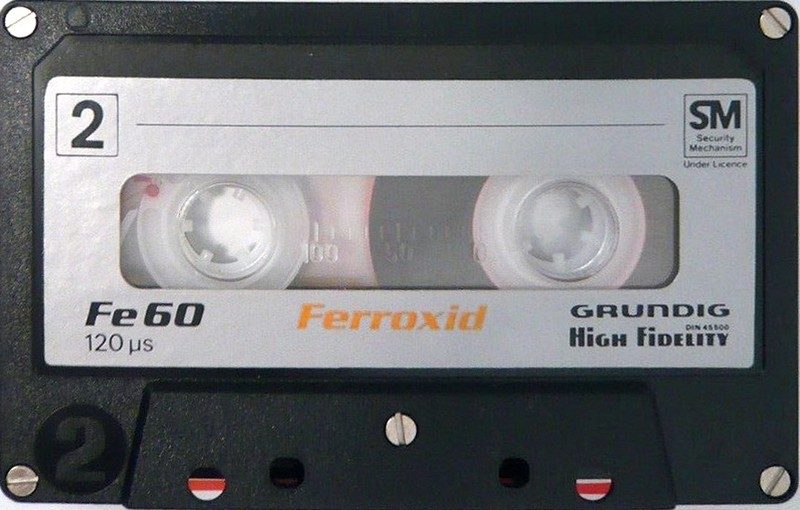 2
SM
Security
Mechanism
Under Licence
100 50 0
Fe 60
120 µs
Ferroxid
GRUNDIG
DIN 45500
HIGH FIDELITY
2